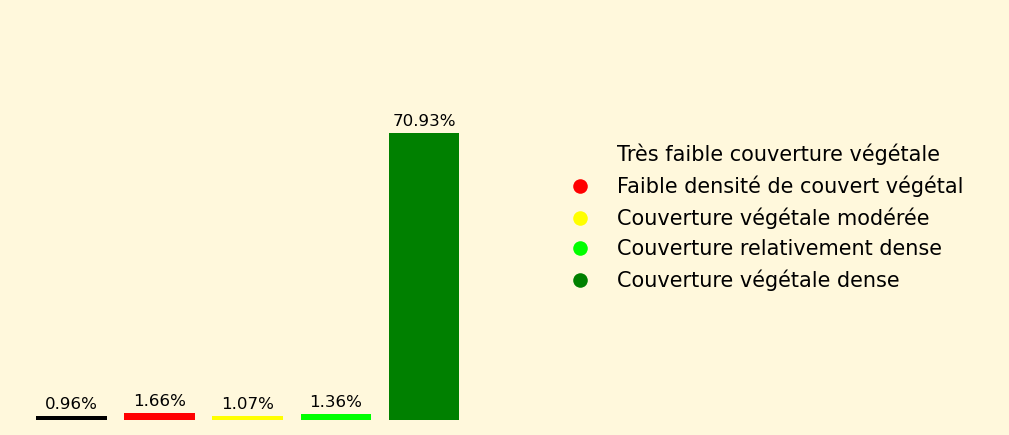 70.93%
0.96%
1.66%
1.07%
1.36%
Très faible couverture végétale
Faible densité de couvert végétal
Couverture végétale modérée
Couverture relativement dense
Couverture végétale dense